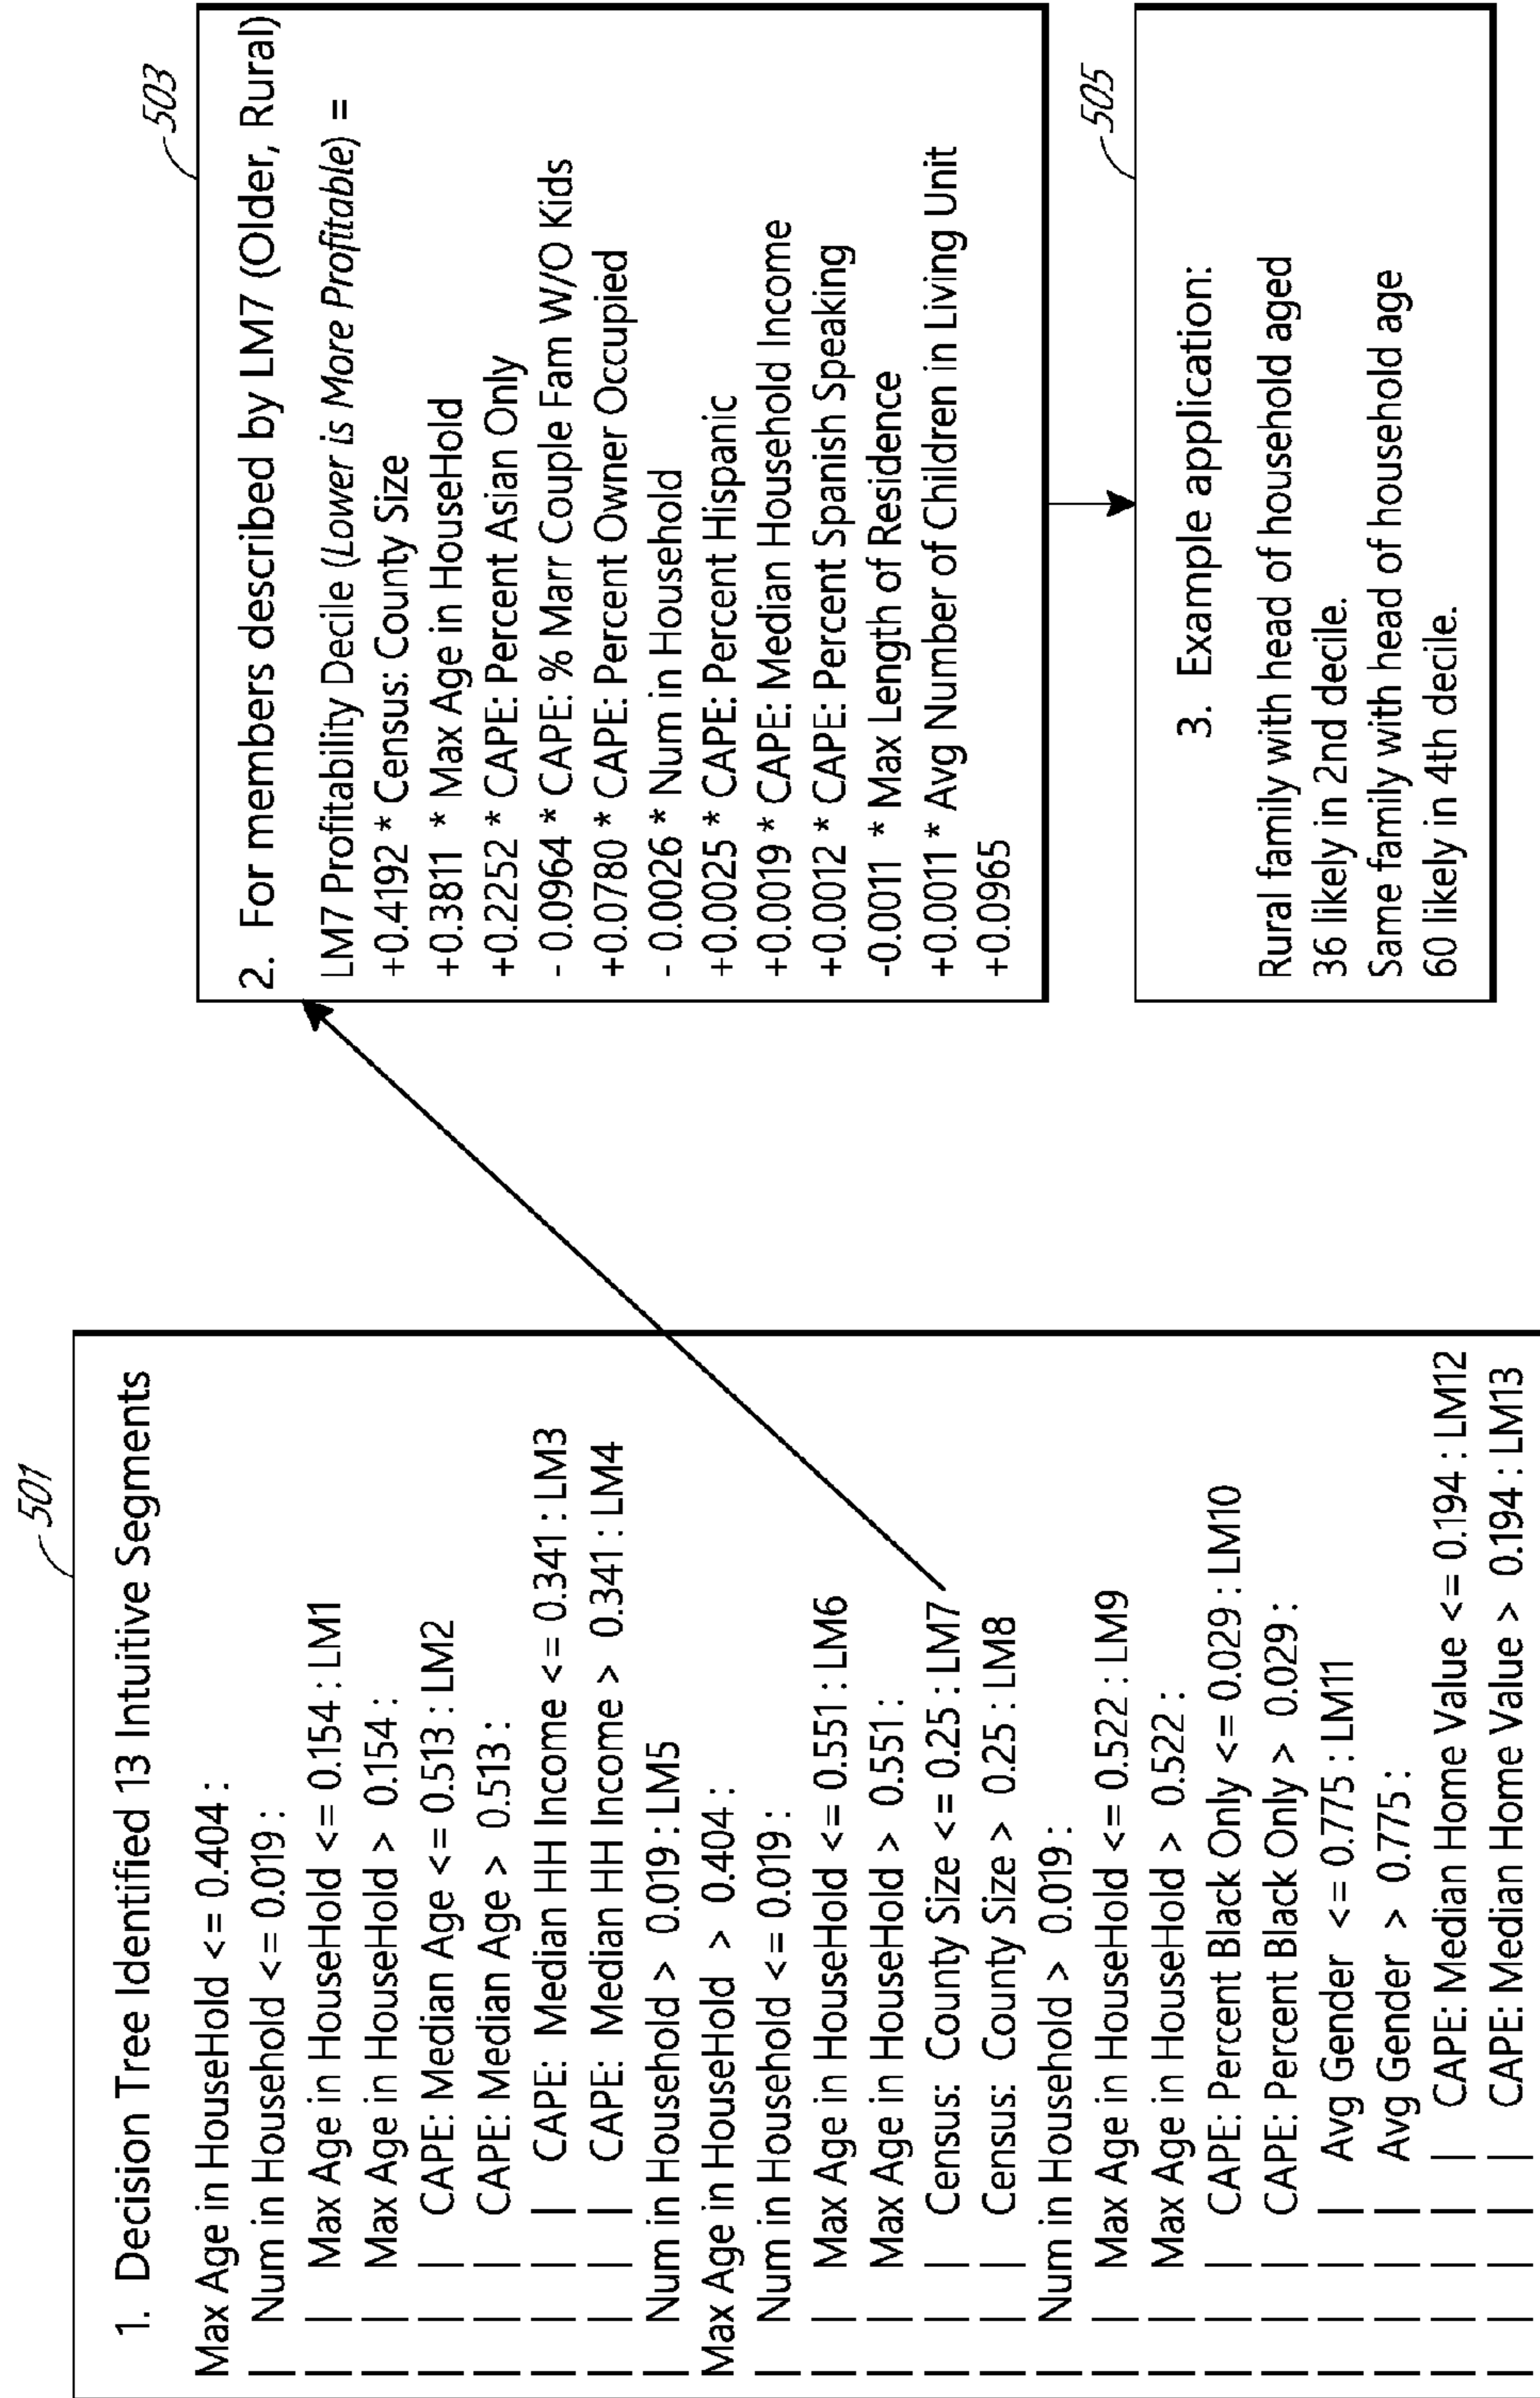 501
1. Decision Tree Identified 13 Intuitive Segments
Max Age in HouseHold <= 0.404 :
| Num in Household <= 0.019 :
| | Max Age in HouseHold <= 0.154 : LM1
| | Max Age in HouseHold > 0.154 :
| | | CAPE: Median Age <= 0.513 : LM2
| | | CAPE: Median Age > 0.513 :
| | | | CAPE: Median HH Income <= 0.341 : LM3
| | | | CAPE: Median HH Income > 0.341 : LM4
| Num in Household > 0.019 : LM5
Max Age in HouseHold > 0.404 :
| Num in Household <= 0.019 :
| | Max Age in HouseHold <= 0.551 : LM6
| | Max Age in HouseHold > 0.551 :
| | | Census: County Size <= 0.25 : LM7
| | | Census: County Size > 0.25 : LM8
| Num in Household > 0.019 :
| | Max Age in HouseHold <= 0.522 : LM9
| | Max Age in HouseHold > 0.522 :
| | | CAPE: Percent Black Only <= 0.029 : LM10
| | | CAPE: Percent Black Only > 0.029 :
| | | | Avg Gender <= 0.775 : LM11
| | | | Avg Gender > 0.775 :
| | | | | CAPE: Median Home Value <= 0.194 : LM12
| | | | | CAPE: Median Home Value > 0.194 : LM13
503
2. For members described by LM7 (Older, Rural)
LM7 Profitability Decile (Lower is More Profitable) =
+0.4192 * Census: County Size
+0.3811 * Max Age in HouseHold
+0.2252 * CAPE: Percent Asian Only
- 0.0964 * CAPE: % Marr Couple Fam W/O Kids
+0.0780 * CAPE: Percent Owner Occupied
- 0.0026 * Num in Household
+0.0025 * CAPE: Percent Hispanic
+0.0019 * CAPE: Median Household Income
+0.0012 * CAPE: Percent Spanish Speaking
-0.0011 * Max Length of Residence
+0.0011 * Avg Number of Children in Living Unit
+0.0965
505
3. Example application:
Rural family with head of household aged
36 likely in 2nd decile.
Same family with head of household age
60 likely in 4th decile.